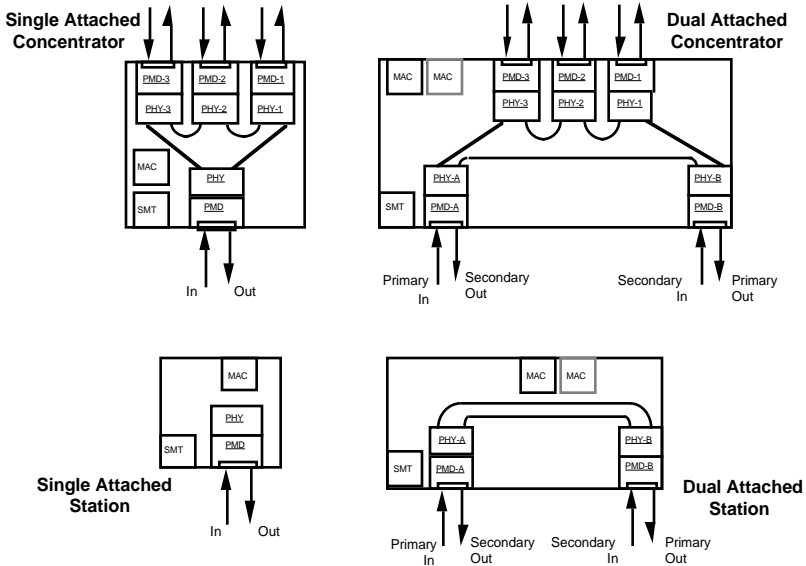 Single Attached
Concentrator
PMD-3 PMD-2 PMD-1
PHY-3 PHY-2 PHY-1
MAC
PHY
SMT
PMD
In Out
Dual Attached
Concentrator
MAC MAC
PMD-3 PMD-2 PMD-1
PHY-3 PHY-2 PHY-1
PHY-A PHY-B
SMT PMD-A PMD-B
Primary In
Secondary Out
Secondary In
Primary Out
MAC
PHY
SMT PMD
Single Attached
Station
In Out
MAC MAC
PHY-A PHY-B
SMT PMD-A PMD-B
Dual Attached
Station
Primary In
Secondary Out
Secondary In
Primary Out